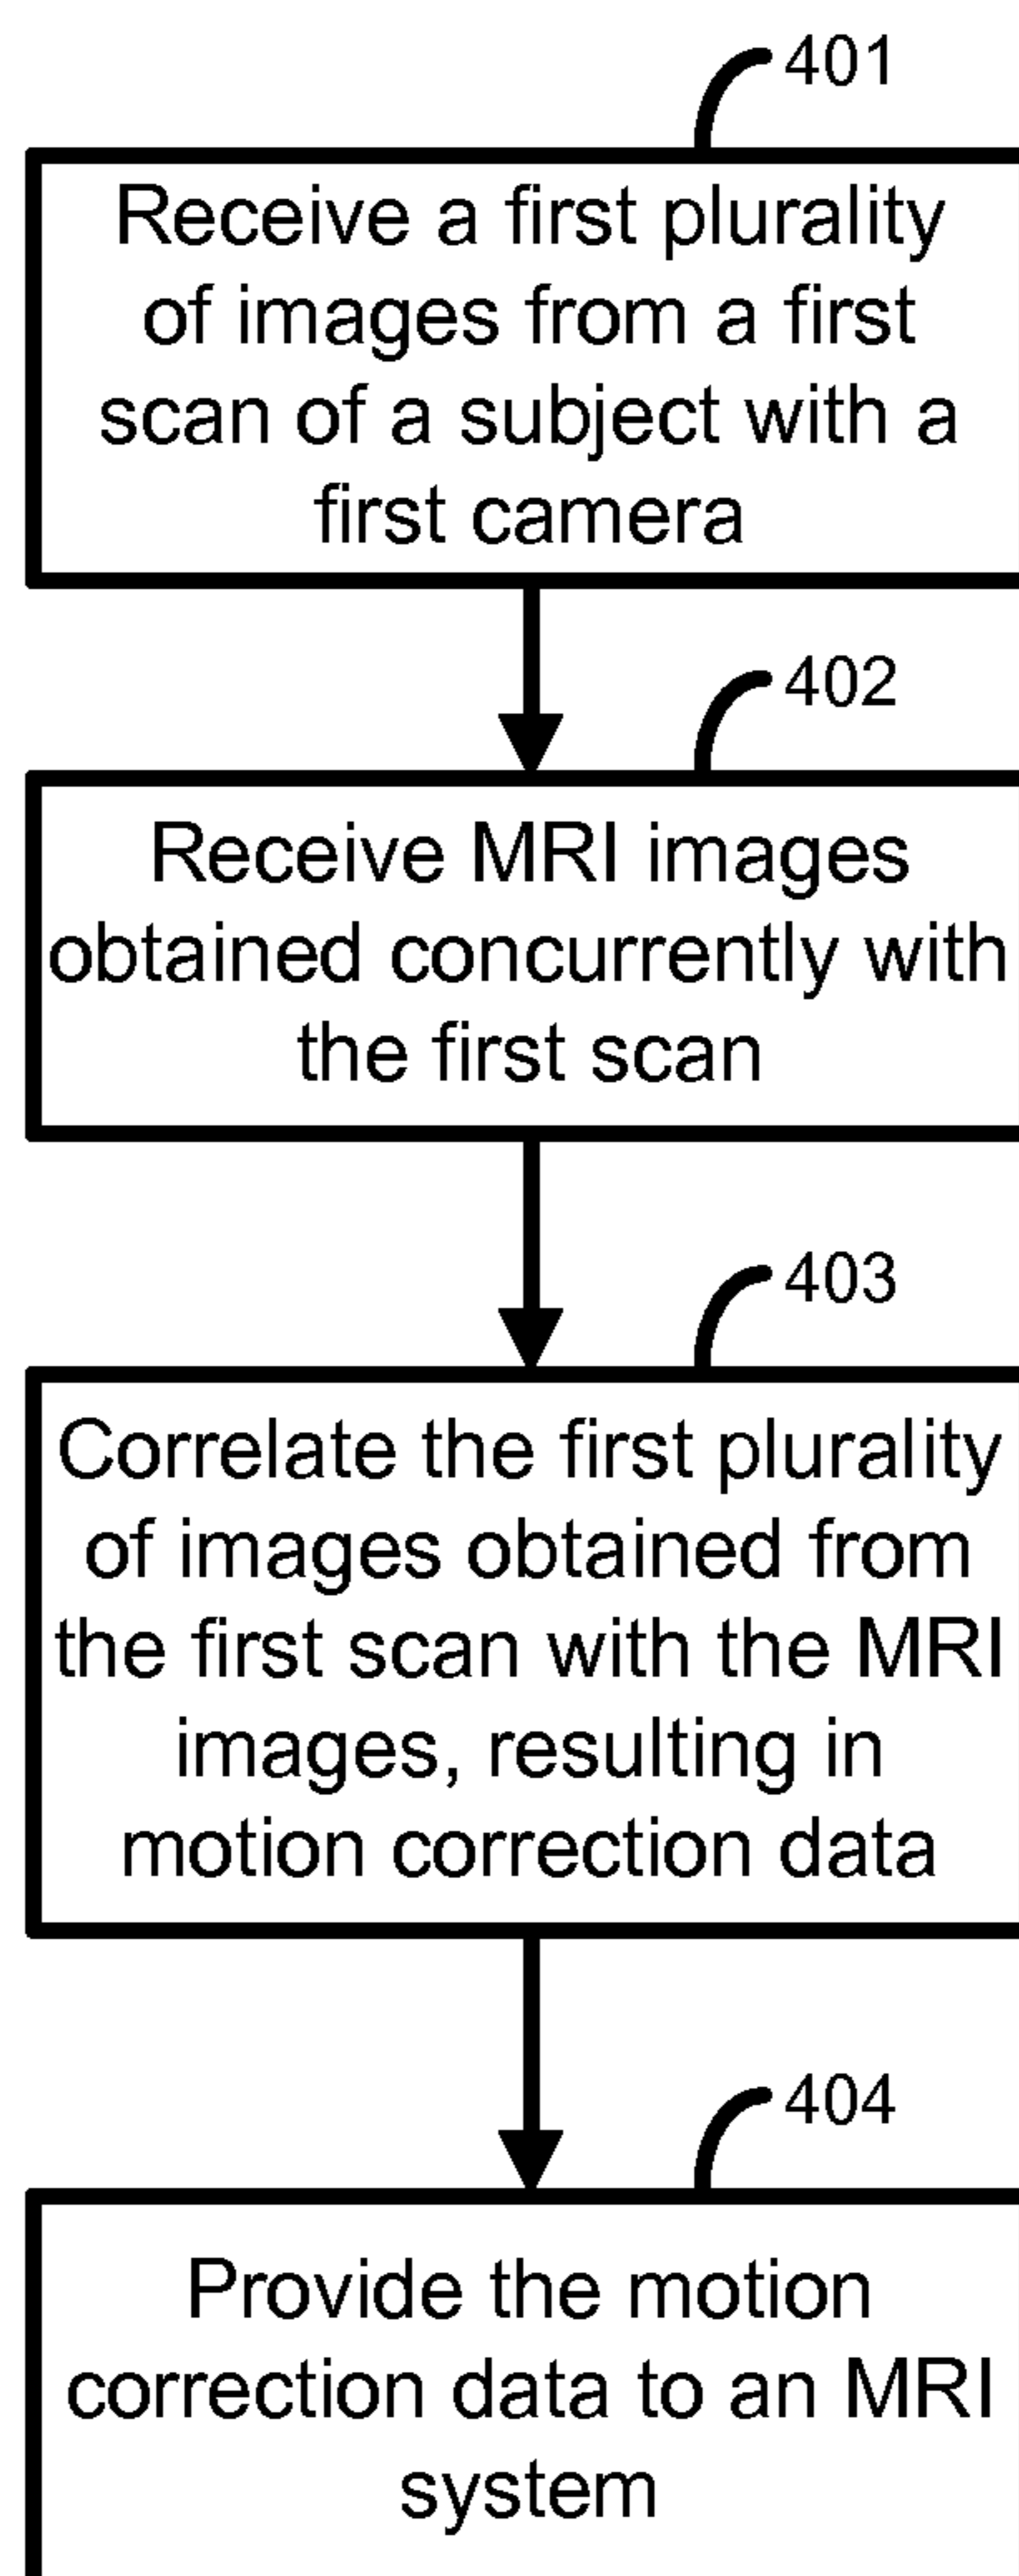 401
Receive a first plurality
of images from a first
scan of a subject with a
first camera
402
Receive MRI images
obtained concurrently with
the first scan
403
Correlate the first plurality
of images obtained from
the first scan with the MRI
images, resulting in
motion correction data
404
Provide the motion
correction data to an MRI
system